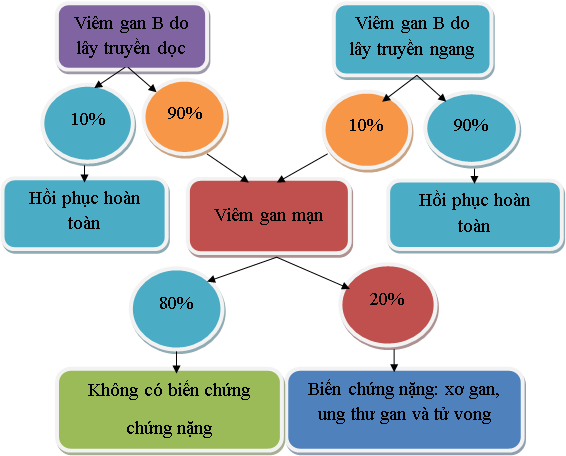 Viêm gan B do
lây truyền dọc
Viêm gan B do
lây truyền ngang
10%
90%
10%
90%
Hồi phục hoàn
toàn
Viêm gan mạn
Hồi phục hoàn
toàn
80%
20%
Không có biến chứng
chứng nặng
Biến chứng nặng: xơ gan,
ung thư gan và tử vong